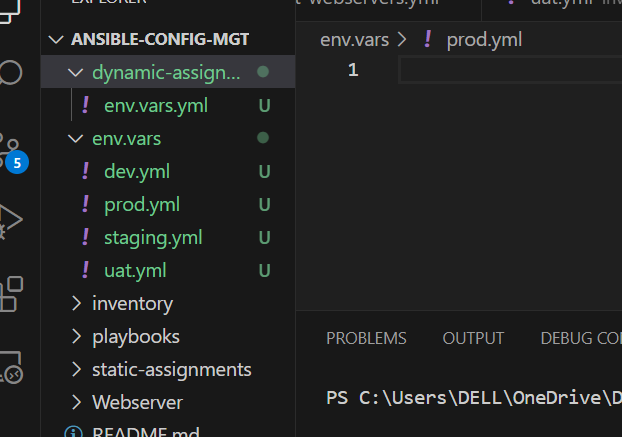 ANSIBLE-CONFIG-MGT
dynamic-assign...
env.vars.yml U
env.vars
dev.yml U
prod.yml U
staging.yml U
uat.yml U
inventory
playbooks
static-assignments
Webserver
README.md
5
t-webservers.yml
uat.yml
env.vars > ! prod.yml
1
PROBLEMS OUTPUT DEBUG CO
PS C:\Users\DELL\OneDrive\D